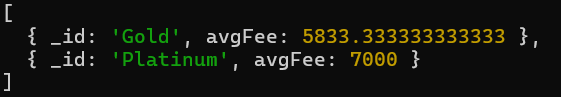 [
  { _id: 'Gold', avgFee: 5833.333333333333 },
  { _id: 'Platinum', avgFee: 7000 }
]